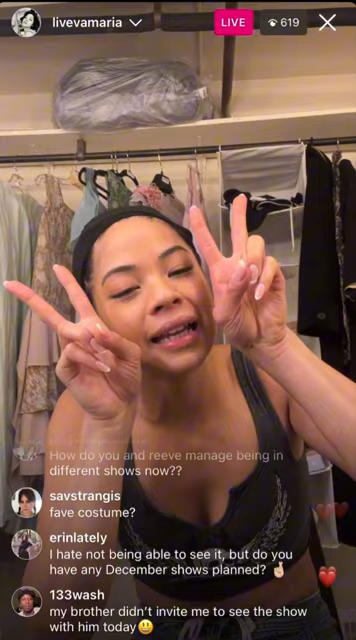 livevamaria
LIVE
619
How do you and reeve manage being in
different shows now??
savstrangis
fave costume?
erinlately
I hate not being able to see it, but do you
have any December shows planned? 🤞🏻
133wash
my brother didn’t invite me to see the show
with him today😃